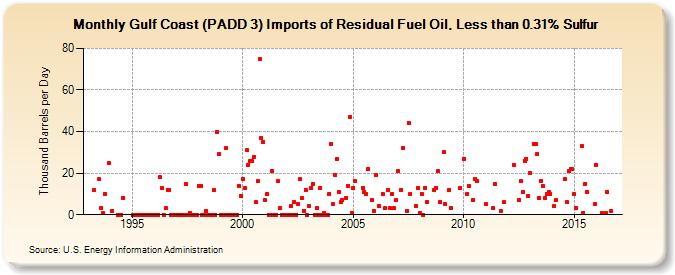 Monthly Gulf Coast (PADD 3) Imports of Residual Fuel Oil, Less than 0.31% Sulfur
Thousand Barrels per Day
80
60
40
20
0
1995 2000 2005 2010 2015
Source: U.S. Energy Information Administration